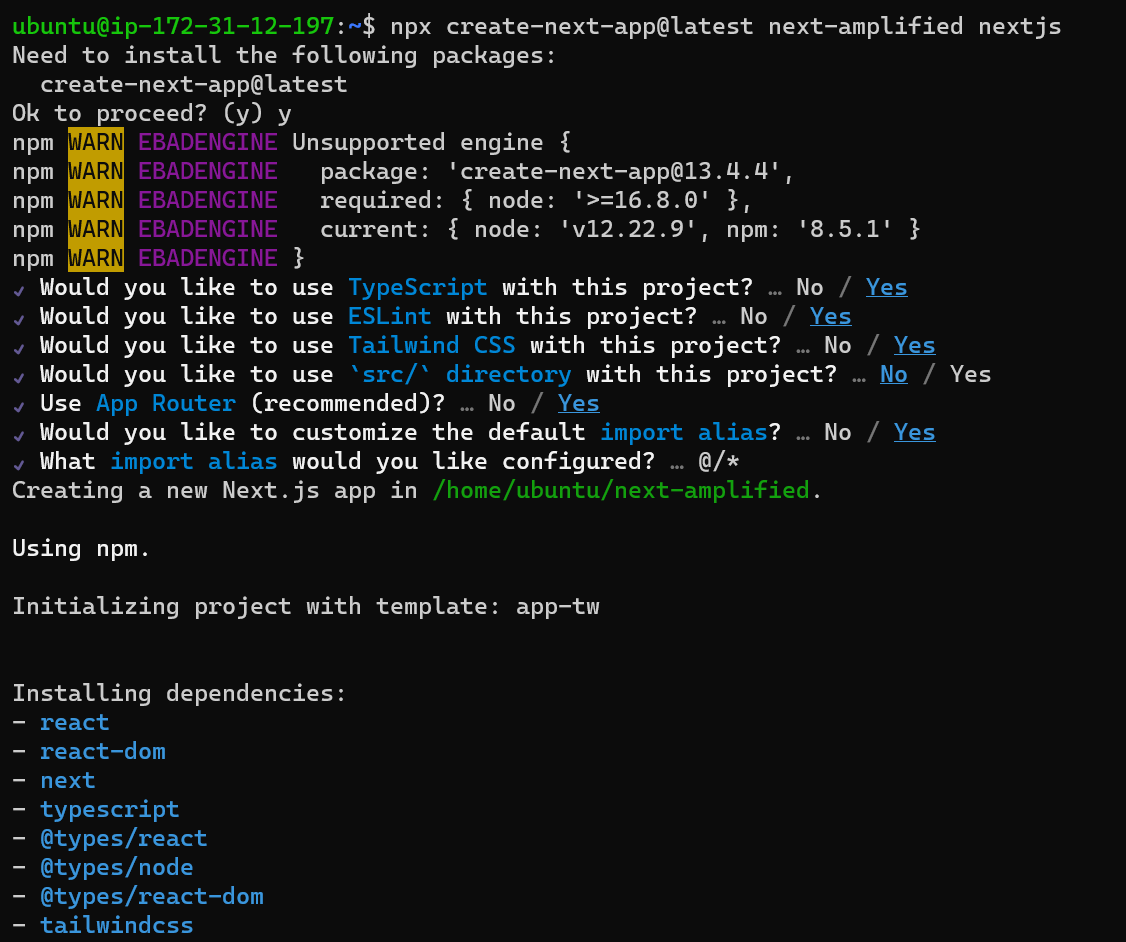 ubuntu@ip-172-31-12-197:~$ npx create-next-app@latest next-amplified nextjs
Need to install the following packages:
  create-next-app@latest
Ok to proceed? (y) y
npm WARN EBADENGINE Unsupported engine {
npm WARN EBADENGINE   package: 'create-next-app@13.4.4',
npm WARN EBADENGINE   required: { node: '>=16.8.0' },
npm WARN EBADENGINE   current: { node: 'v12.22.9', npm: '8.5.1' }
npm WARN EBADENGINE }
✓ Would you like to use TypeScript with this project? … No / Yes
✓ Would you like to use ESLint with this project? … No / Yes
✓ Would you like to use Tailwind CSS with this project? … No / Yes
✓ Would you like to use `src/` directory with this project? … No / Yes
✓ Use App Router (recommended)? … No / Yes
✓ Would you like to customize the default import alias? … No / Yes
✓ What import alias would you like configured? … @/*
Creating a new Next.js app in /home/ubuntu/next-amplified.

Using npm.

Initializing project with template: app-tw


Installing dependencies:
- react
- react-dom
- next
- typescript
- @types/react
- @types/node
- @types/react-dom
- tailwindcss